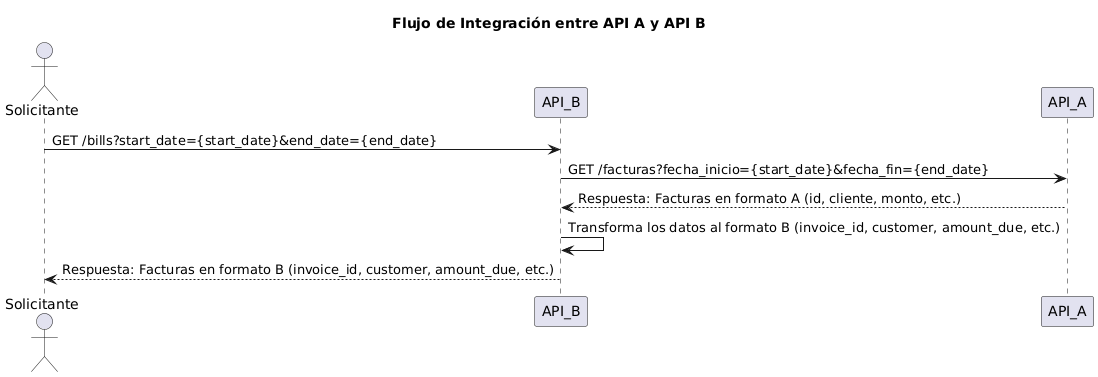 Flujo de Integración entre API A y API B
Solicitante
API_B
API_A
GET /bills?start_date={start_date}&end_date={end_date}
GET /facturas?fecha_inicio={start_date}&fecha_fin={end_date}
Respuesta: Facturas en formato A (id, cliente, monto, etc.)
Transforma los datos al formato B (invoice_id, customer, amount_due, etc.)
Respuesta: Facturas en formato B (invoice_id, customer, amount_due, etc.)
Solicitante
API_B
API_A